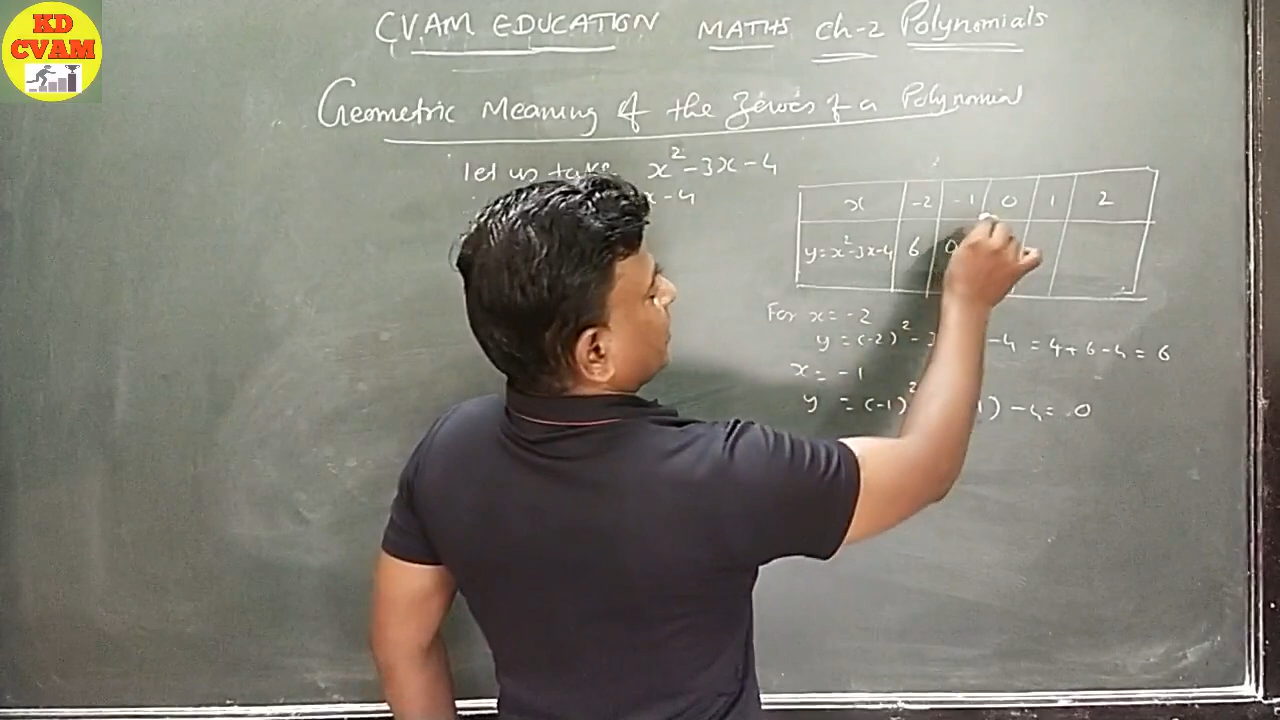 KD
CVAM
CVAM EDUCATION MATHS Ch-2 Polynomials
Geometric Meaning of the Zeroes of a Polynomial
let us take x² - 3x - 4
x - 4
x -2 -1 0 1 2
y = x² - 3x - 4 6 0
For x = -2
y = (-2)² - - 4 = 4 + 6 - 4 = 6
x = -1
y = (-1)² 1) - 4 = 0